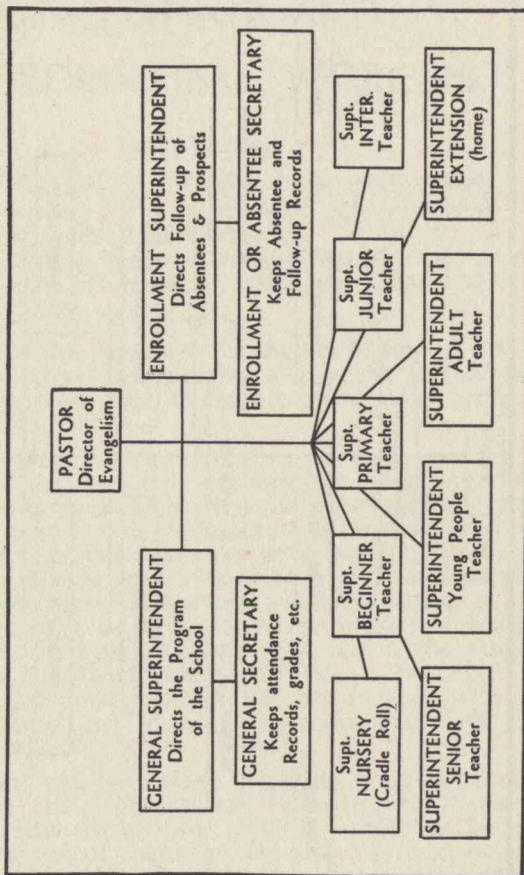 PASTOR
Director of
Evangelism
GENERAL SUPERINTENDENT
Directs the Program
of the School
ENROLLMENT SUPERINTENDENT
Directs Follow-up of
Absentees & Prospects
GENERAL SECRETARY
Keeps attendance
Records, grades, etc.
ENROLLMENT OR ABSENTEE SECRETARY
Keeps Absentee and
Follow-up Records
Supt.
NURSERY
(Cradle Roll)
Supt.
BEGINNER
Teacher
Supt.
PRIMARY
Teacher
Supt.
JUNIOR
Teacher
Supt.
INTER.
Teacher
SUPERINTENDENT
SENIOR
Teacher
SUPERINTENDENT
Young People
Teacher
SUPERINTENDENT
ADULT
Teacher
SUPERINTENDENT
EXTENSION
(home)